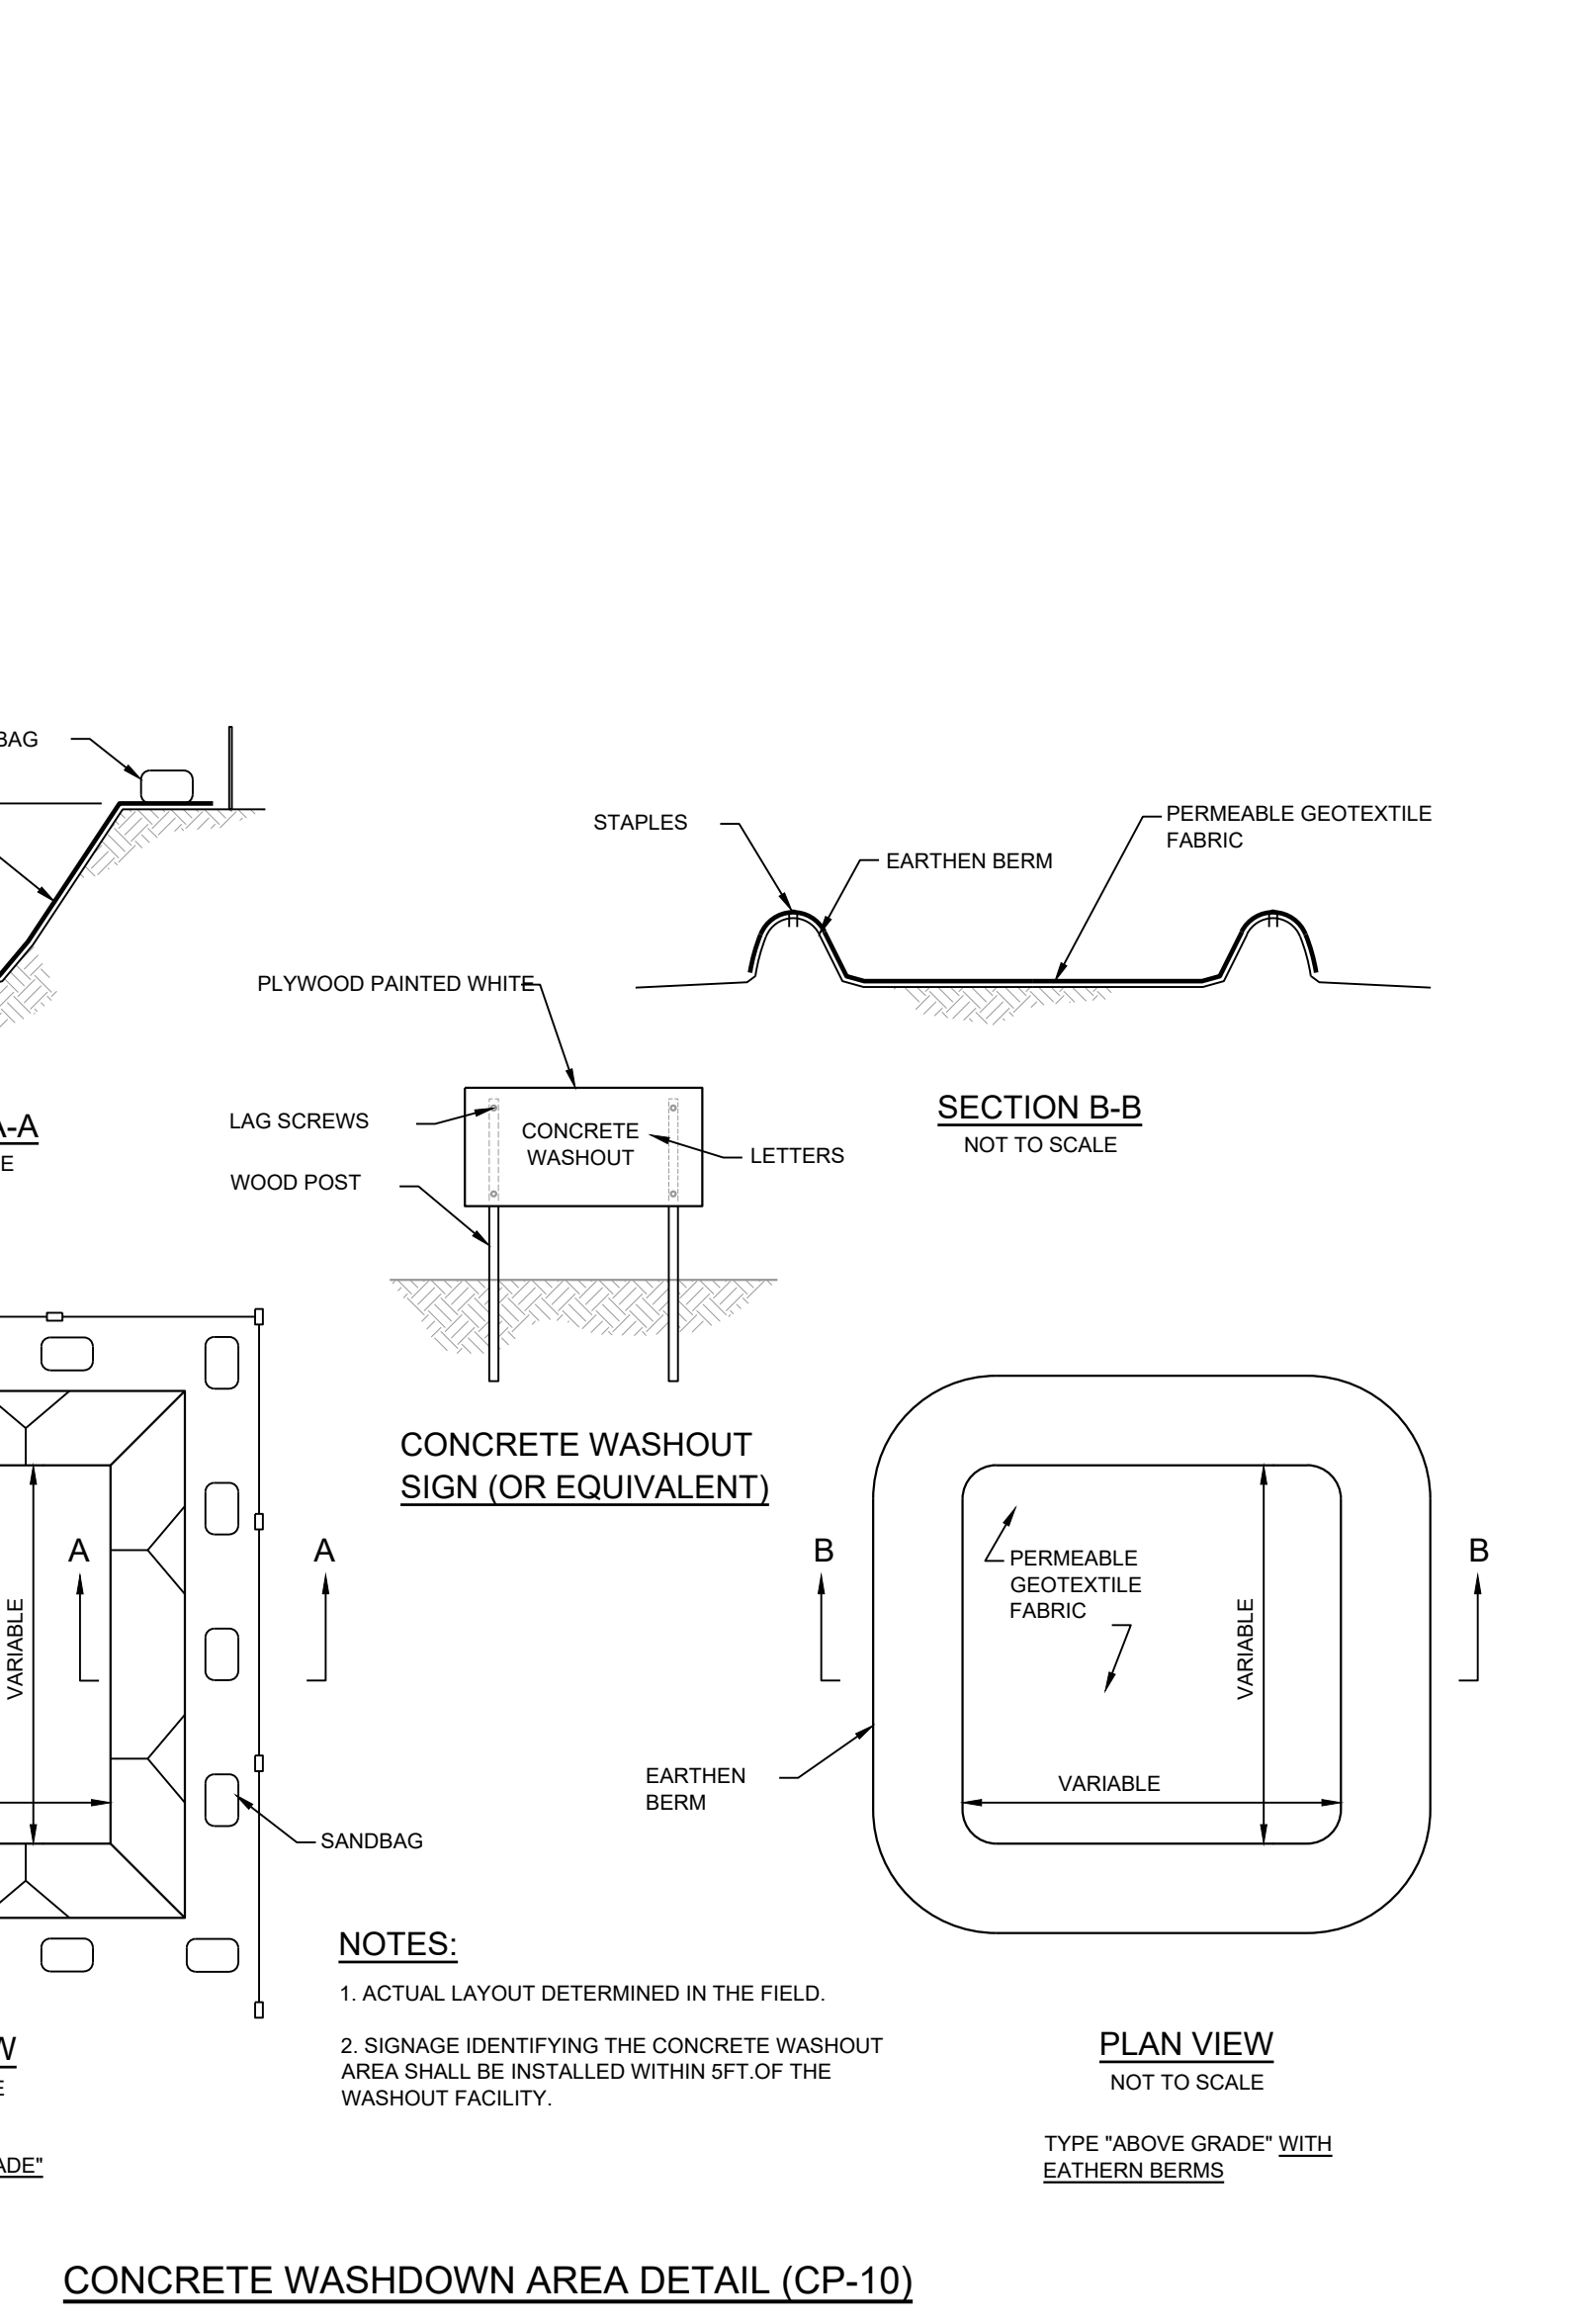 BAG
STAPLES
PERMEABLE GEOTEXTILE
FABRIC
EARTHEN BERM
PLYWOOD PAINTED WHITE
LAG SCREWS
CONCRETE
WASHOUT
LETTERS
WOOD POST
A-A
E
SECTION B-B
NOT TO SCALE
CONCRETE WASHOUT
SIGN (OR EQUIVALENT)
A
A
VARIABLE
B
B
PERMEABLE
GEOTEXTILE
FABRIC
VARIABLE
VARIABLE
EARTHEN
BERM
SANDBAG
NOTES:
1. ACTUAL LAYOUT DETERMINED IN THE FIELD.
2. SIGNAGE IDENTIFYING THE CONCRETE WASHOUT
AREA SHALL BE INSTALLED WITHIN 5FT.OF THE
WASHOUT FACILITY.
W
E
ADE"
PLAN VIEW
NOT TO SCALE
TYPE "ABOVE GRADE" WITH
EATHERN BERMS
CONCRETE WASHDOWN AREA DETAIL (CP-10)